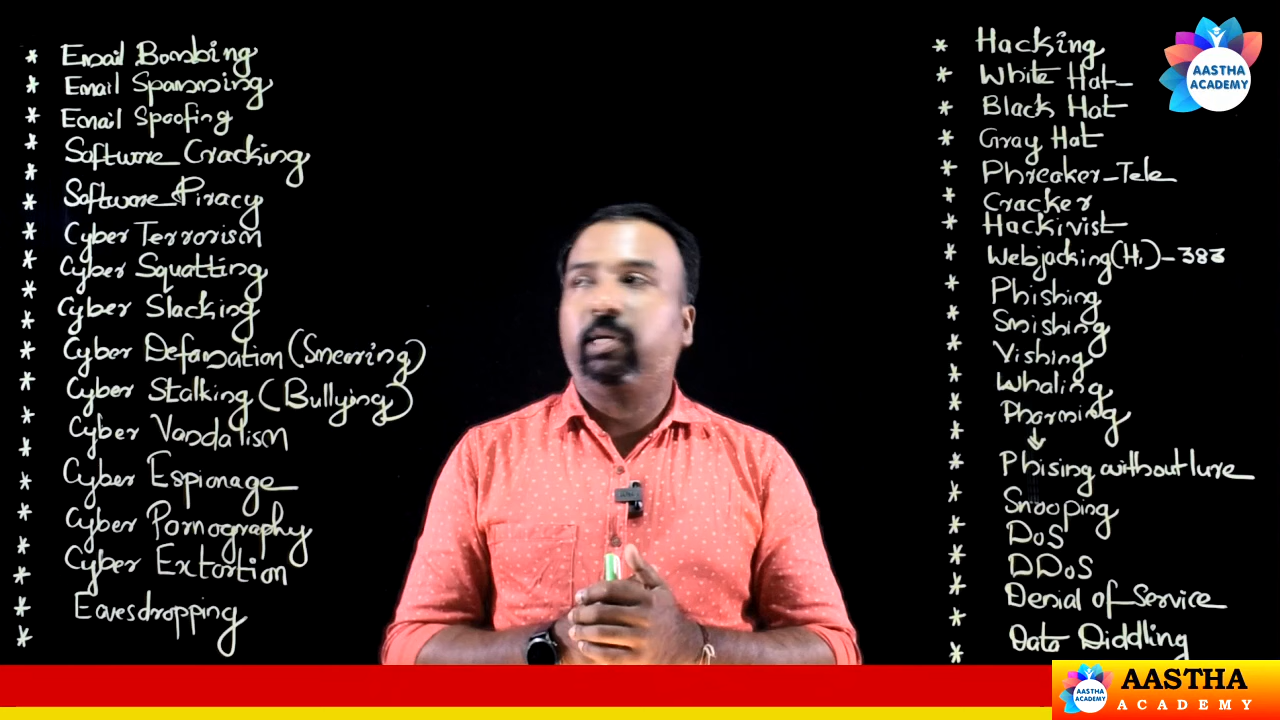 * Email Bombing
* Email Spamming
* Email Spoofing
* Software Cracking
* Software Piracy
* Cyber Terrorism
* Cyber Squatting
* Cyber Slacking
* Cyber Defamation (Smearing)
* Cyber Stalking (Bullying)
* Cyber Vandalism
* Cyber Espionage
* Cyber Pornography
* Cyber Extortion
* Eavesdropping
*
* Hacking
* White Hat
* Black Hat
* Gray Hat
* Phreaker - Tele
* Cracker
* Hackivist
* Webjacking (Hi) - 383
* Phishing
* Smishing
* Vishing
* Whaling
* Pharming
↓
* Phising without lure
* Snooping
* DoS
* DDoS
* Denial of Service
* Data Diddling
AASTHA
ACADEMY
AASTHA
ACADEMY
AASTHA
ACADEMY